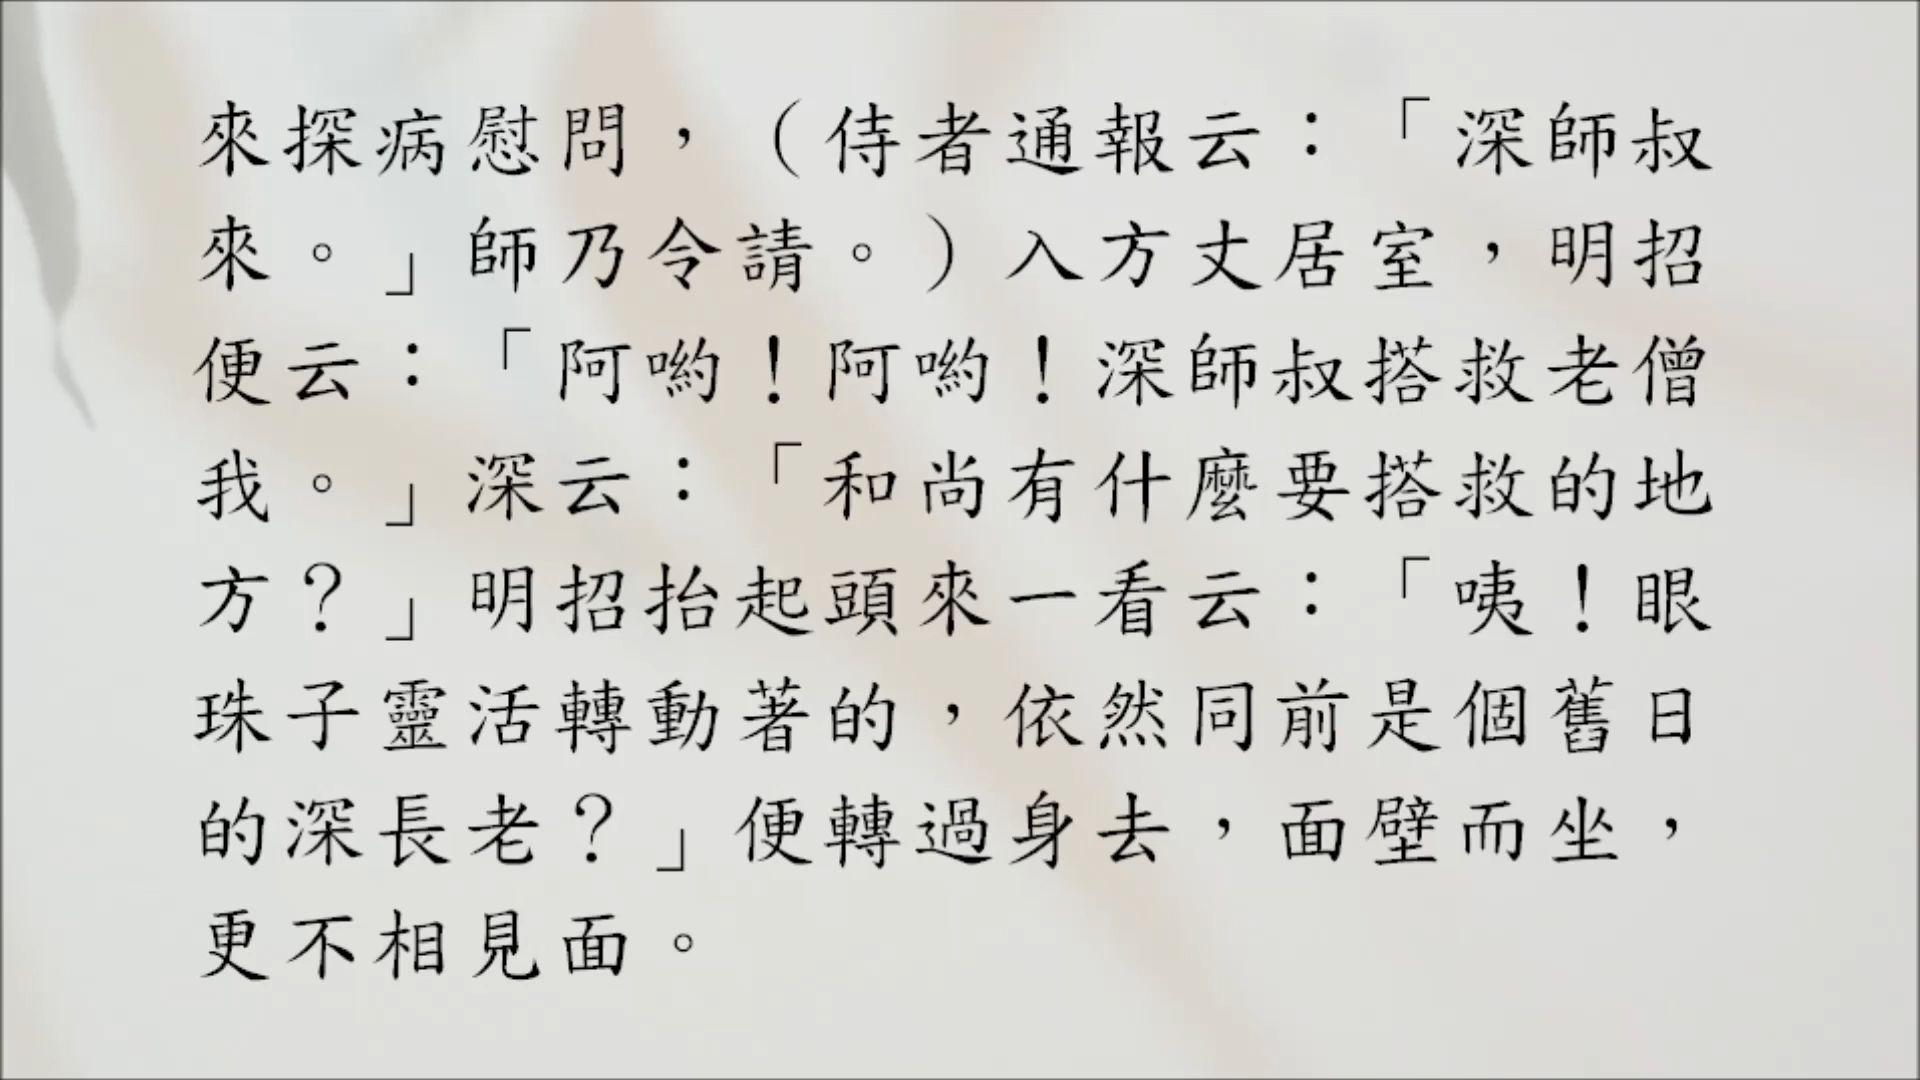 來探病慰問，（侍者通報云：「深師叔
來。」師乃令請。）入方丈居室，明招
便云：「阿喲！阿喲！深師叔搭救老僧
我。」深云：「和尚有什麼要搭救的地
方？」明招抬起頭來一看云：「咦！眼
珠子靈活轉動著的，依然同前是個舊日
的深長老？」便轉過身去，面壁而坐，
更不相見面。